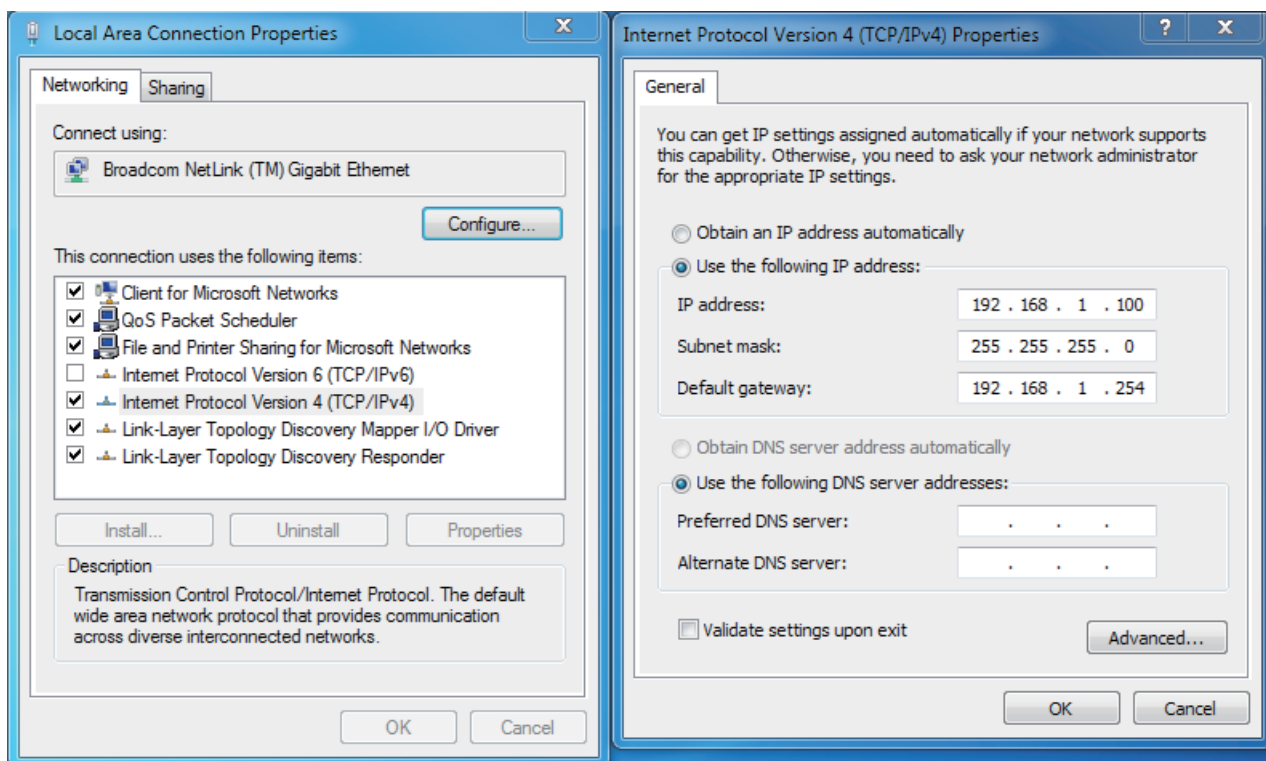 Local Area Connection Properties
X
Networking
Sharing
Connect using:
Broadcom NetLink (TM) Gigabit Ethernet
Configure...
This connection uses the following items:
Client for Microsoft Networks
QoS Packet Scheduler
File and Printer Sharing for Microsoft Networks
Internet Protocol Version 6 (TCP/IPv6)
Internet Protocol Version 4 (TCP/IPv4)
Link-Layer Topology Discovery Mapper I/O Driver
Link-Layer Topology Discovery Responder
Install... Uninstall Properties
Description
Transmission Control Protocol/Internet Protocol. The default
wide area network protocol that provides communication
across diverse interconnected networks.
OK Cancel
Internet Protocol Version 4 (TCP/IPv4) Properties
? X
General
You can get IP settings assigned automatically if your network supports
this capability. Otherwise, you need to ask your network administrator
for the appropriate IP settings.
Obtain an IP address automatically
Use the following IP address:
IP address: 192 . 168 . 1 . 100
Subnet mask: 255 . 255 . 255 . 0
Default gateway: 192 . 168 . 1 . 254
Obtain DNS server address automatically
Use the following DNS server addresses:
Preferred DNS server: . . .
Alternate DNS server: . . .
Validate settings upon exit
Advanced...
OK Cancel